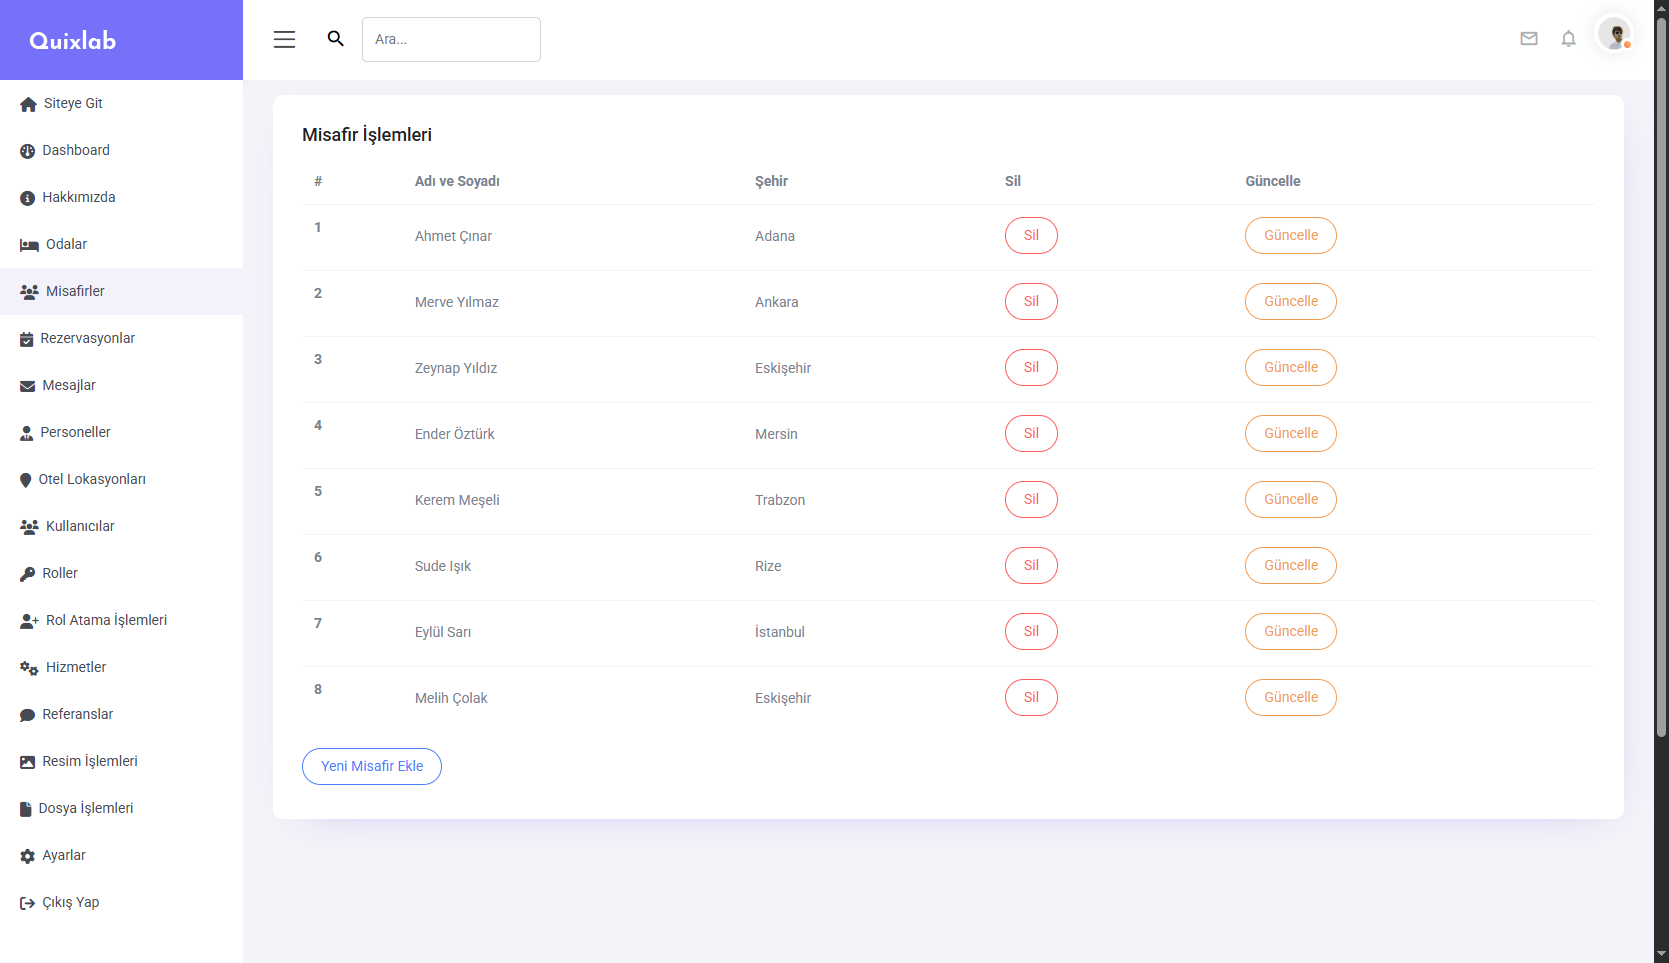 Quixlab
Ara...
Siteye Git
Dashboard
Hakkımızda
Odalar
Misafirler
Rezervasyonlar
Mesajlar
Personeller
Otel Lokasyonları
Kullanıcılar
Roller
Rol Atama İşlemleri
Hizmetler
Referanslar
Resim İşlemleri
Dosya İşlemleri
Ayarlar
Çıkış Yap
Misafir İşlemleri
# Adı ve Soyadı Şehir Sil Güncelle
1 Ahmet Çınar Adana Sil Güncelle
2 Merve Yılmaz Ankara Sil Güncelle
3 Zeynap Yıldız Eskişehir Sil Güncelle
4 Ender Öztürk Mersin Sil Güncelle
5 Kerem Meşeli Trabzon Sil Güncelle
6 Sude Işık Rize Sil Güncelle
7 Eylül Sarı İstanbul Sil Güncelle
8 Melih Çolak Eskişehir Sil Güncelle
Yeni Misafir Ekle